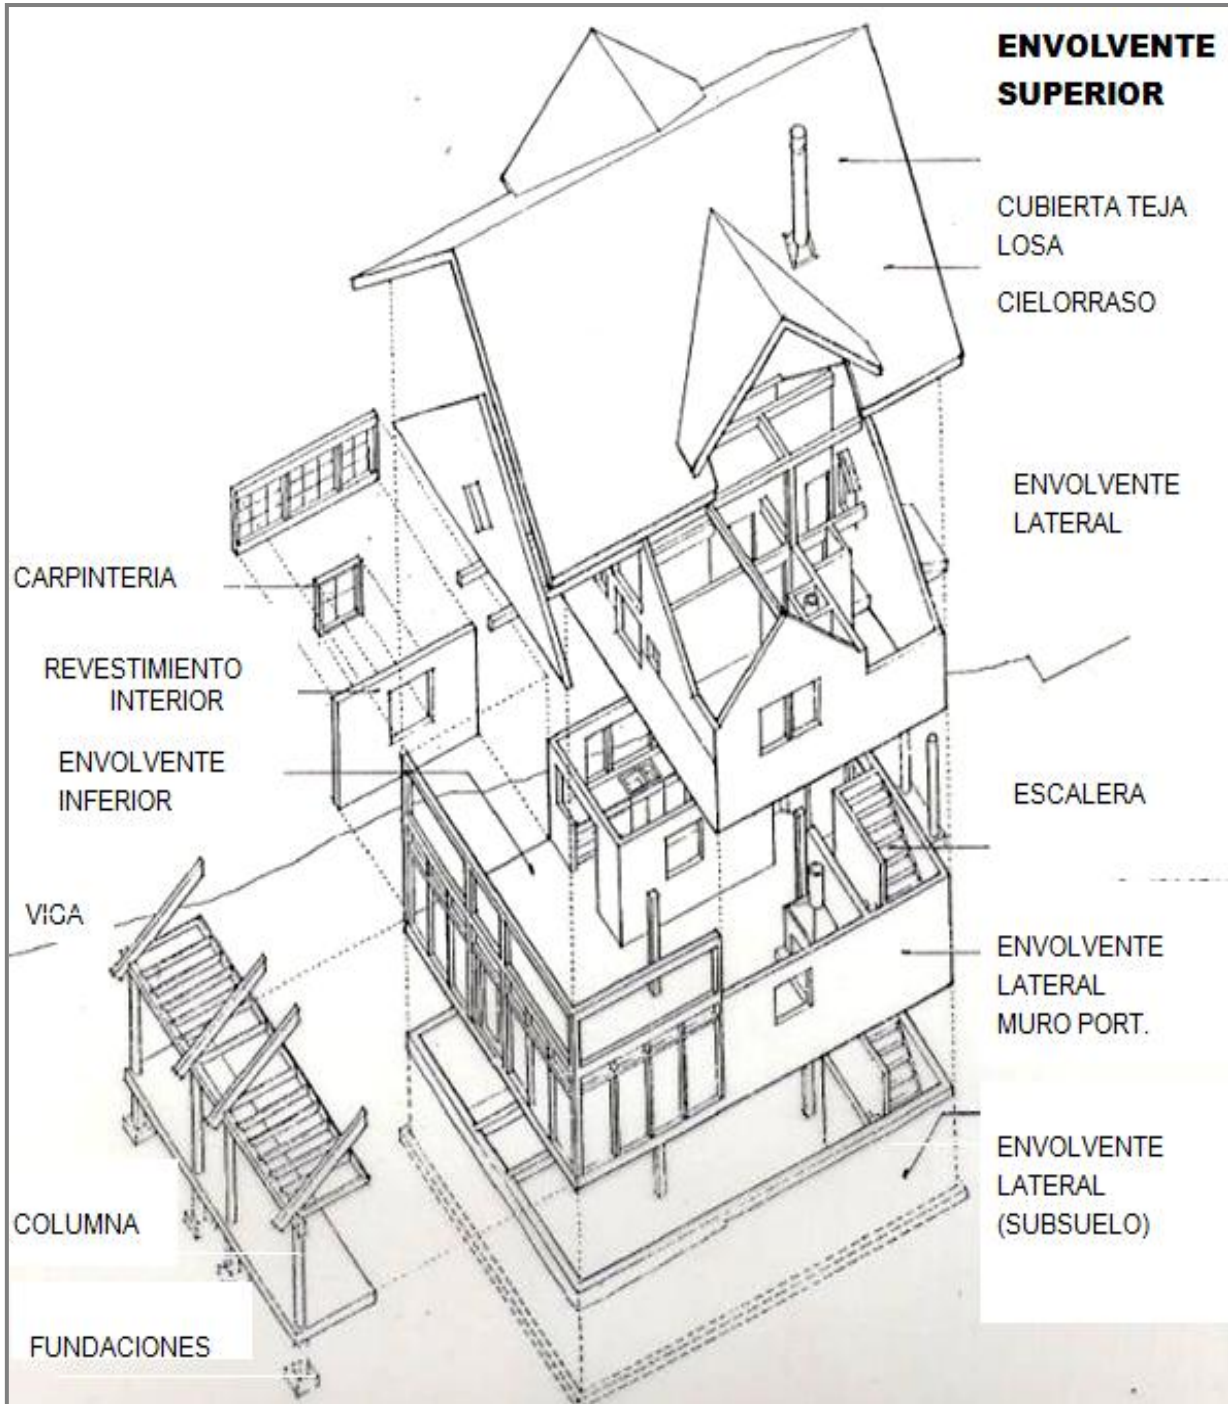 ENVOLVENTE
SUPERIOR
CUBIERTA TEJA
LOSA
CIELORRASO
ENVOLVENTE
LATERAL
CARPINTERIA
REVESTIMIENTO
INTERIOR
ENVOLVENTE
INFERIOR
ESCALERA
VIGA
ENVOLVENTE
LATERAL
MURO PORT.
COLUMNA
ENVOLVENTE
LATERAL
(SUBSUELO)
FUNDACIONES